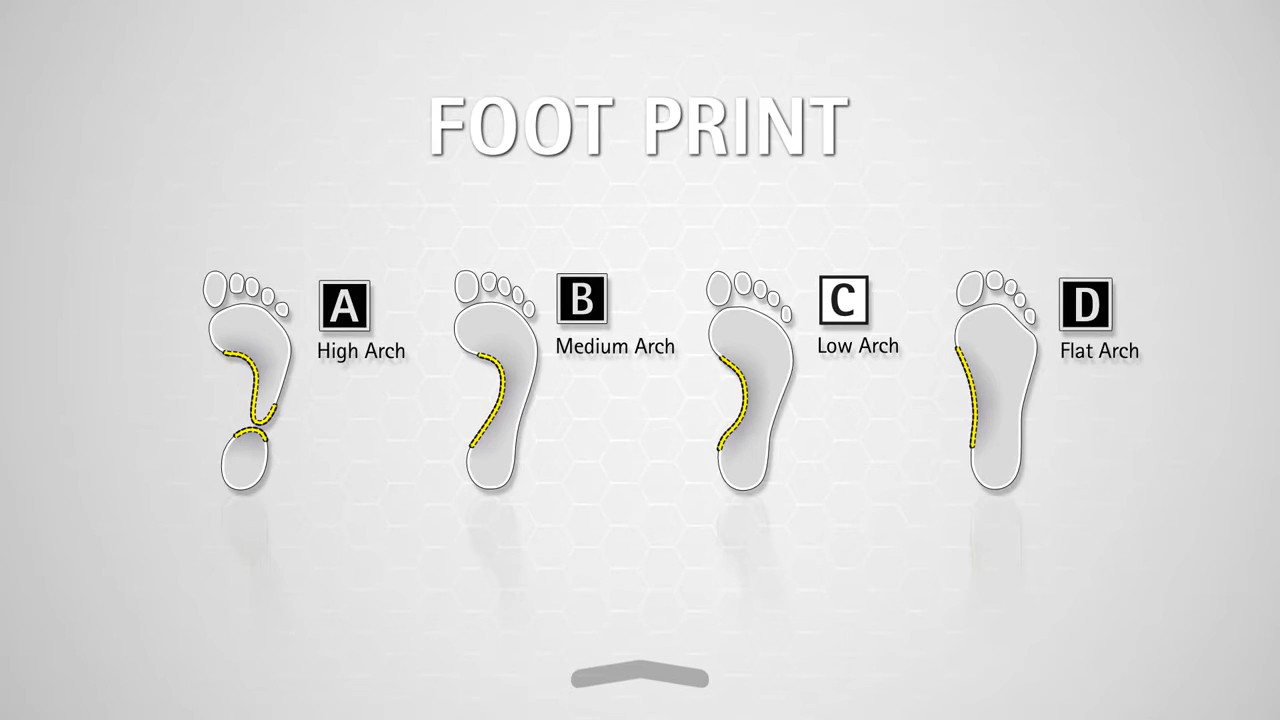 FOOT PRINT
A
High Arch
B
Medium Arch
C
Low Arch
D
Flat Arch